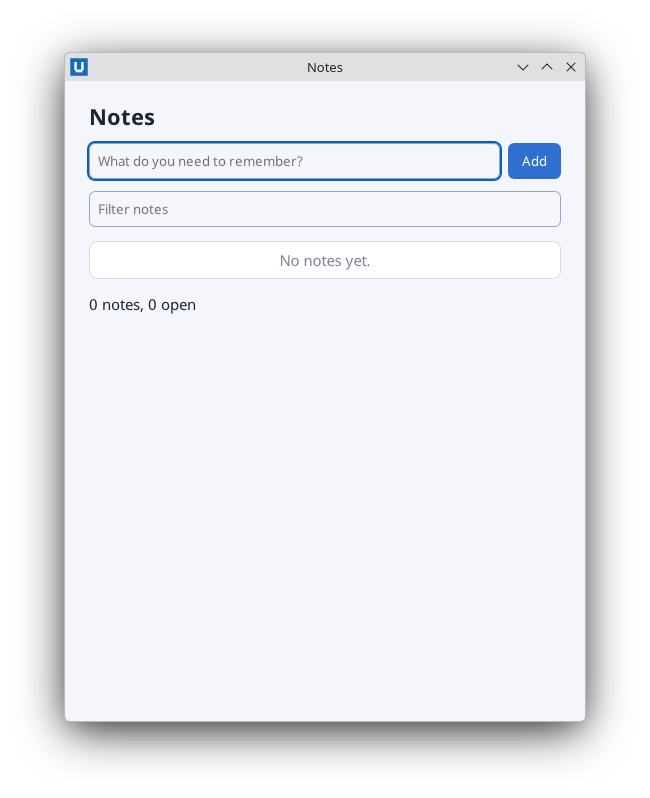 Notes
Notes
What do you need to remember?
Add
Filter notes
No notes yet.
0 notes, 0 open